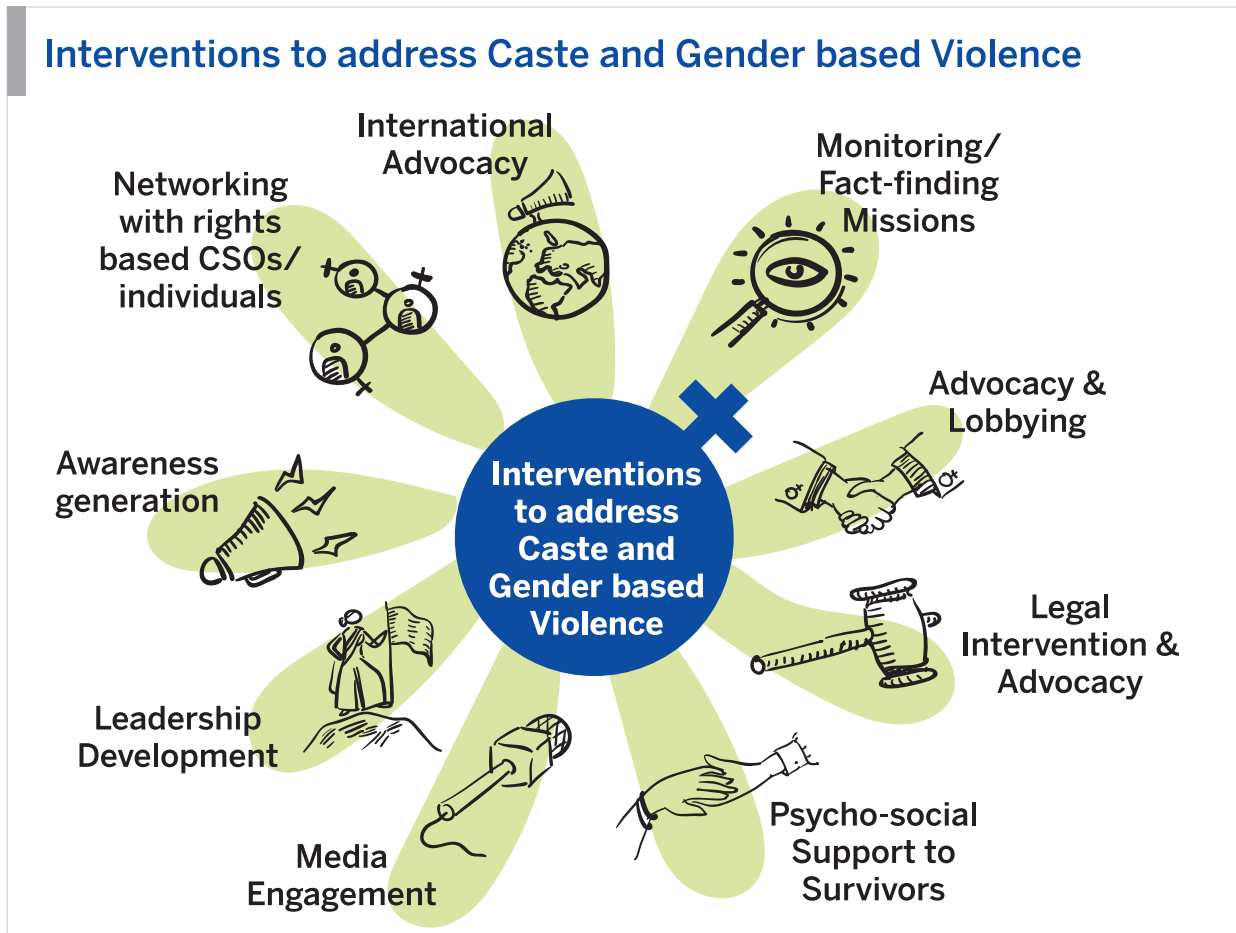 Interventions to address Caste and Gender based Violence
International
Advocacy
Monitoring/
Fact-finding
Missions
Networking
with rights
based CSOs/
individuals
Advocacy &
Lobbying
Awareness
generation
Interventions
to address
Caste and
Gender based
Violence
Legal
Intervention &
Advocacy
Leadership
Development
Psycho-social
Support to
Survivors
Media
Engagement